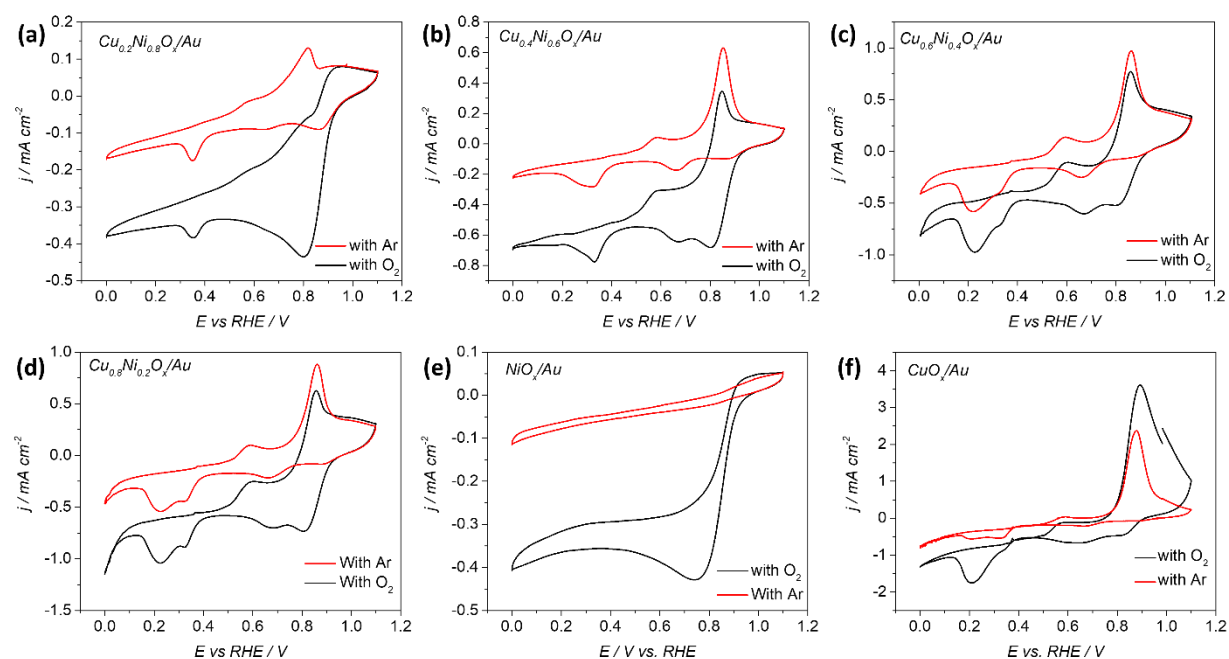 (a)
Cu0.2Ni0.8Ox/Au
j / mA cm-2
0.2
0.1
0.0
-0.1
-0.2
-0.3
-0.4
-0.5
with Ar
with O2
0.0 0.2 0.4 0.6 0.8 1.0 1.2
E vs RHE / V
(b)
Cu0.4Ni0.6Ox/Au
j / mA cm-2
0.8
0.6
0.4
0.2
0.0
-0.2
-0.4
-0.6
-0.8
with Ar
with O2
0.0 0.2 0.4 0.6 0.8 1.0 1.2
E vs RHE / V
(c)
Cu0.6Ni0.4Ox/Au
j / mA cm-2
1.0
0.5
0.0
-0.5
-1.0
with Ar
with O2
0.0 0.2 0.4 0.6 0.8 1.0 1.2
E vs RHE / V
(d)
Cu0.8Ni0.2Ox/Au
j / mA cm-2
1.0
0.5
0.0
-0.5
-1.0
-1.5
With Ar
With O2
0.0 0.2 0.4 0.6 0.8 1.0 1.2
E vs RHE / V
(e)
NiOx/Au
j / mA cm-2
0.1
0.0
-0.1
-0.2
-0.3
-0.4
-0.5
with O2
With Ar
0.0 0.2 0.4 0.6 0.8 1.0 1.2
E / V vs. RHE
(f)
CuOx/Au
j / mA cm-2
4
3
2
1
0
-1
-2
with O2
with Ar
0.0 0.2 0.4 0.6 0.8 1.0 1.2
E vs RHE / V